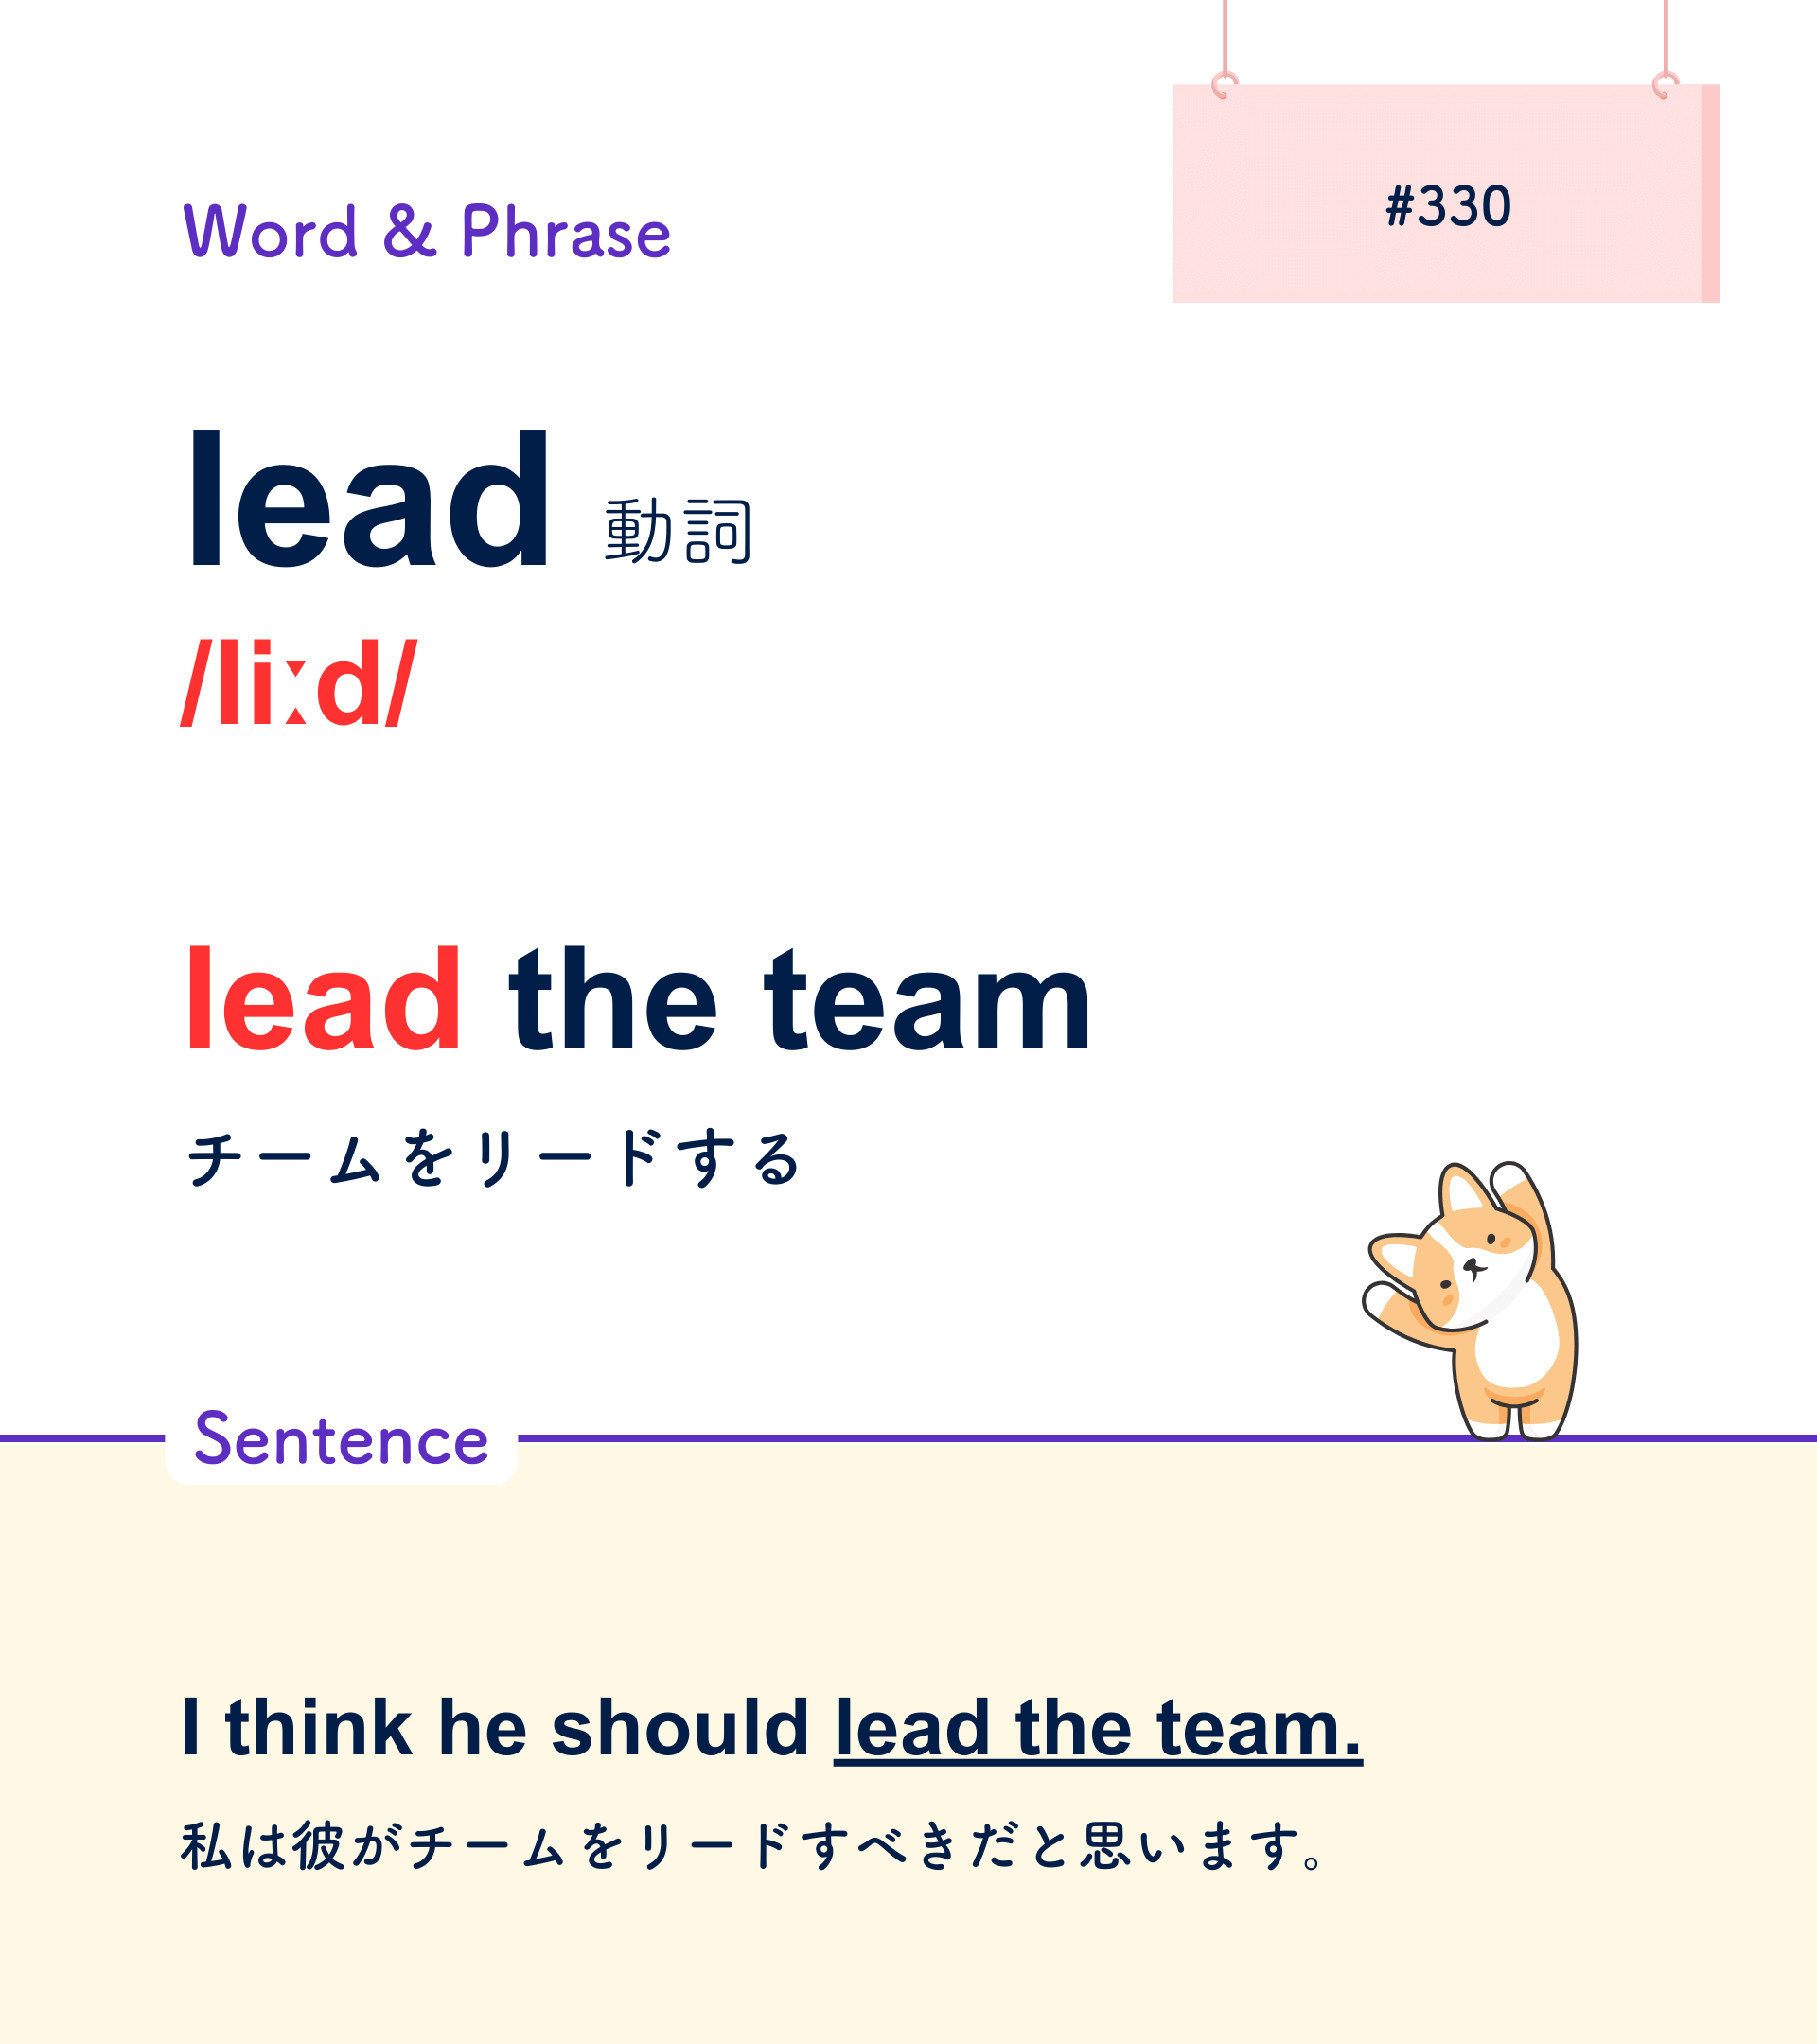 #330
Word & Phrase
lead 動詞
/liːd/
lead the team
チームをリードする
Sentence
I think he should lead the team.
私は彼がチームをリードすべきだと思います。